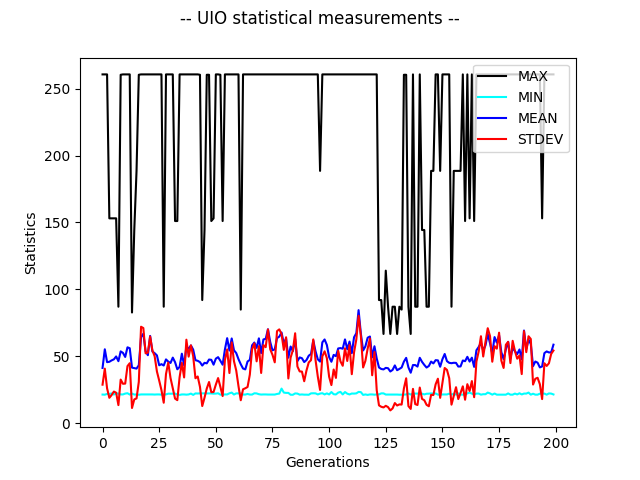 -- UIO statistical measurements --
MAX
MIN
MEAN
STDEV
Statistics
250
200
150
100
50
0
0 25 50 75 100 125 150 175 200
Generations